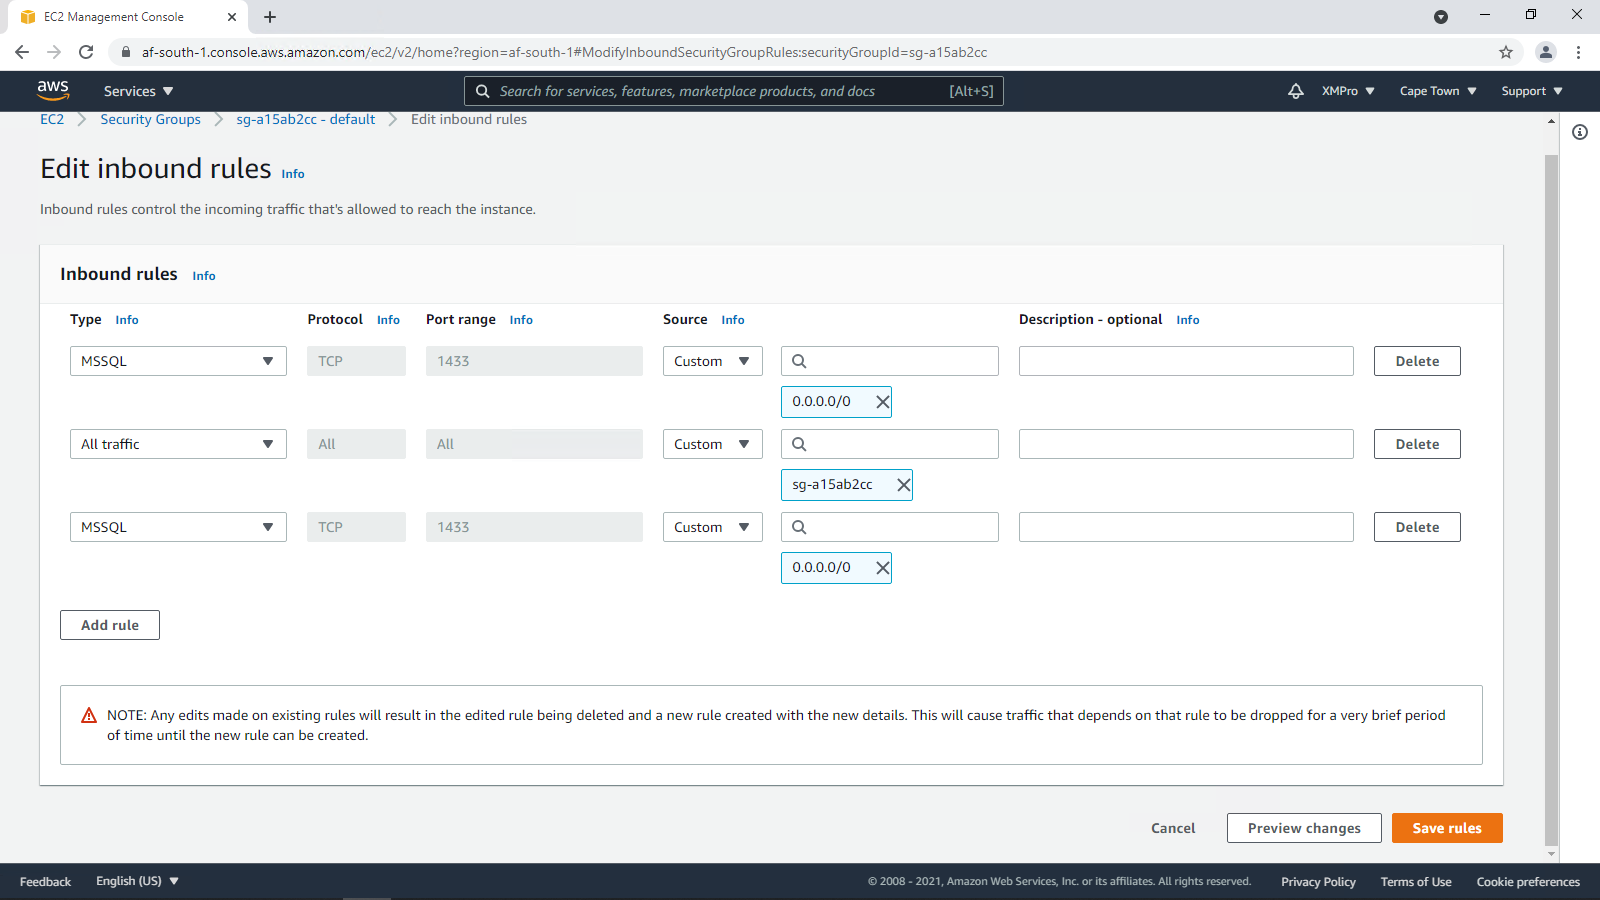 EC2 Management Console
af-south-1.console.aws.amazon.com/ec2/v2/home?region=af-south-1#ModifyInboundSecurityGroupRules:securityGroupId=sg-a15ab2cc
aws
Services
Search for services, features, marketplace products, and docs [Alt+S]
XMPro
Cape Town
Support
EC2 Security Groups sg-a15ab2cc - default Edit inbound rules
Edit inbound rules Info
Inbound rules control the incoming traffic that's allowed to reach the instance.
Inbound rules Info
Type Info Protocol Info Port range Info Source Info Description - optional Info
MSSQL TCP 1433 Custom Delete
0.0.0.0/0
All traffic All All Custom Delete
sg-a15ab2cc
MSSQL TCP 1433 Custom Delete
0.0.0.0/0
Add rule
NOTE: Any edits made on existing rules will result in the edited rule being deleted and a new rule created with the new details. This will cause traffic that depends on that rule to be dropped for a very brief period
of time until the new rule can be created.
Cancel Preview changes Save rules
Feedback English (US) © 2008 - 2021, Amazon Web Services, Inc. or its affiliates. All rights reserved. Privacy Policy Terms of Use Cookie preferences